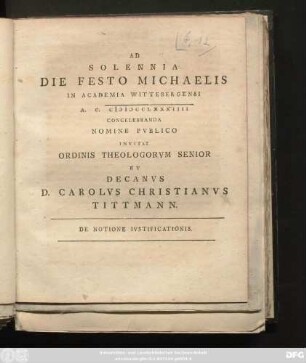 AD
SOLENNIA
DIE FESTO MICHAELIS
IN ACADEMIA WITTEBERGENSI
A. C.
CONCELEBRANDA
NOMINE PVBLICO
INVITAT
ORDINIS THEOLOGORVM SENIOR
ET
DECANVS
D. CAROLVS CHRISTIANVS
TITTMANN.
DE NOTIONE IVSTIFICATIONIS.